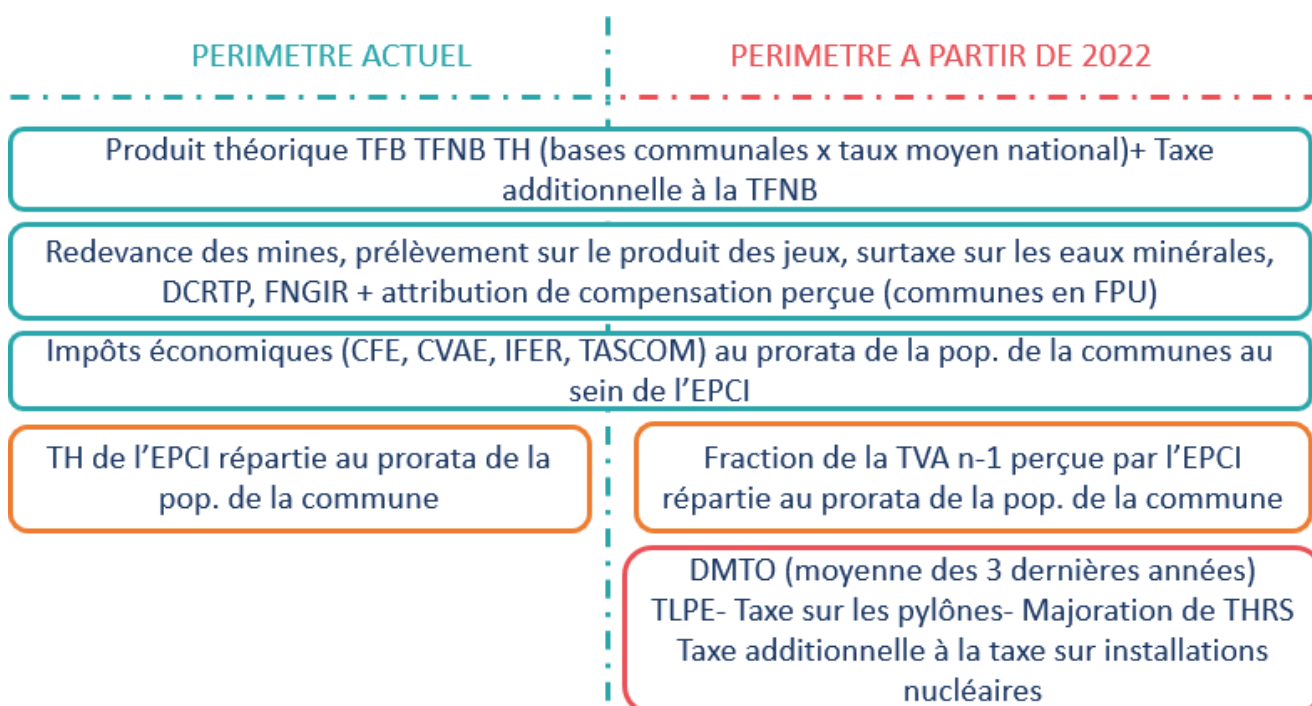 PERIMETRE ACTUEL
PERIMETRE A PARTIR DE 2022
Produit théorique TFB TFNB TH (bases communales x taux moyen national)+ Taxe
additionnelle à la TFNB
Redevance des mines, prélèvement sur le produit des jeux, surtaxe sur les eaux minérales,
DCRTP, FNGIR + attribution de compensation perçue (communes en FPU)
Impôts économiques (CFE, CVAE, IFER, TASCOM) au prorata de la pop. de la communes au
sein de l'EPCI
TH de l'EPCI répartie au prorata de la
pop. de la commune
Fraction de la TVA n-1 perçue par l'EPCI
répartie au prorata de la pop. de la commune
DMTO (moyenne des 3 dernières années)
TLPE- Taxe sur les pylônes- Majoration de THRS
Taxe additionnelle à la taxe sur installations
nucléaires